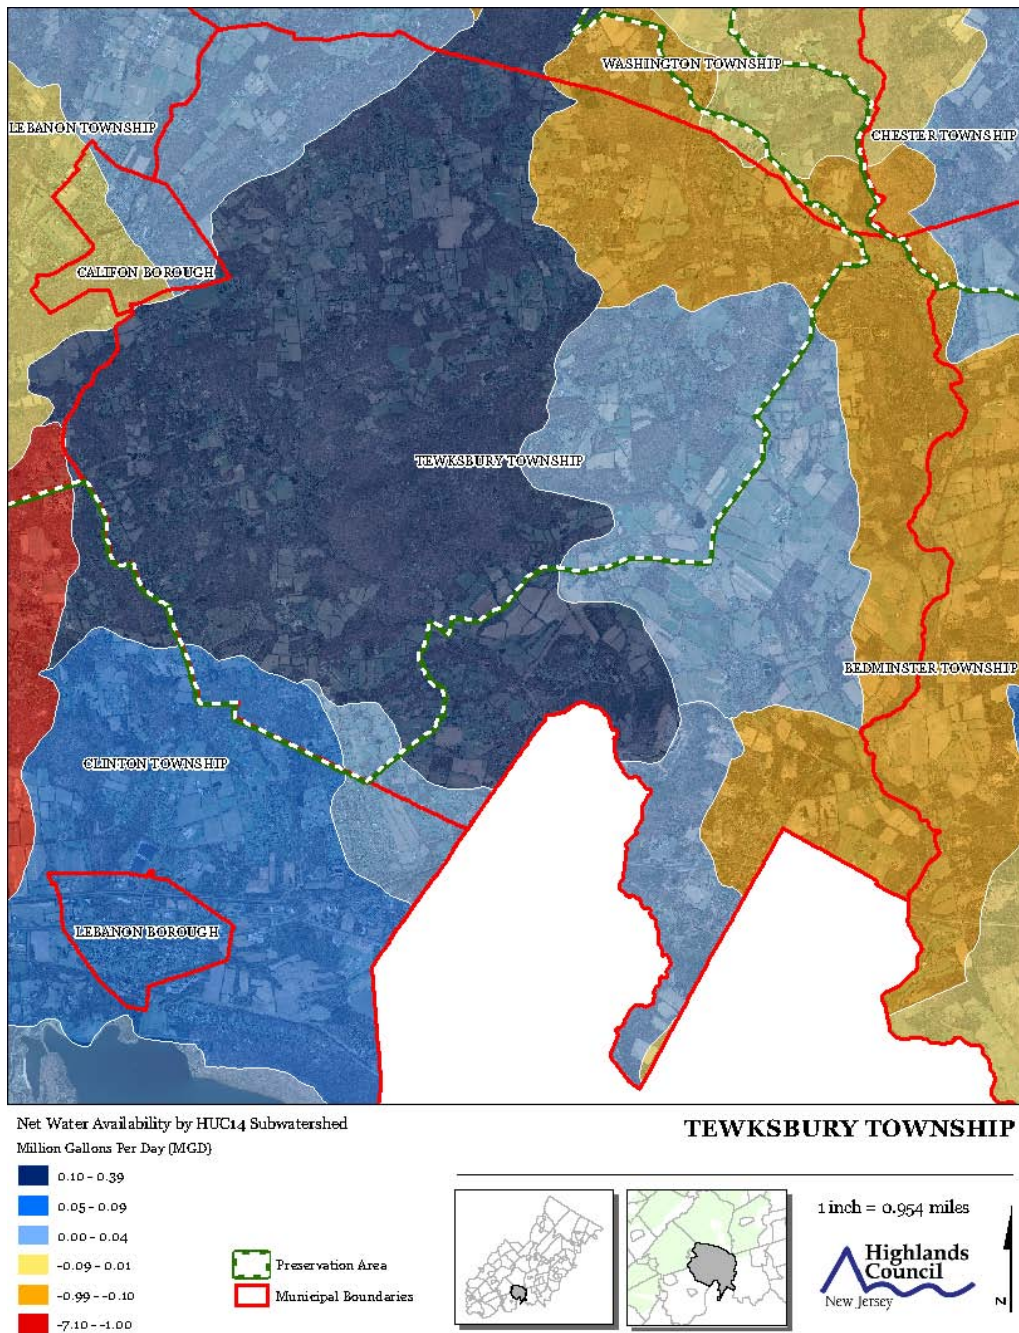 WASHINGTON TOWNSHIP
LEBANON TOWNSHIP
CHESTER TOWNSHIP
CALIFON BOROUGH
TEWKSBURY TOWNSHIP
BEDMINSTER TOWNSHIP
CLINTON TOWNSHIP
LEBANON BOROUGH
Net Water Availability by HUC14 Subwatershed
Million Gallons Per Day (MGD)
0.10 - 0.39
0.05 - 0.09
0.00 - 0.04
-0.09 - 0.01
-0.99 - -0.10
-7.10 - -1.00
Preservation Area
Municipal Boundaries
TEWKSBURY TOWNSHIP
1 inch = 0.954 miles
Highlands
Council
New Jersey
N